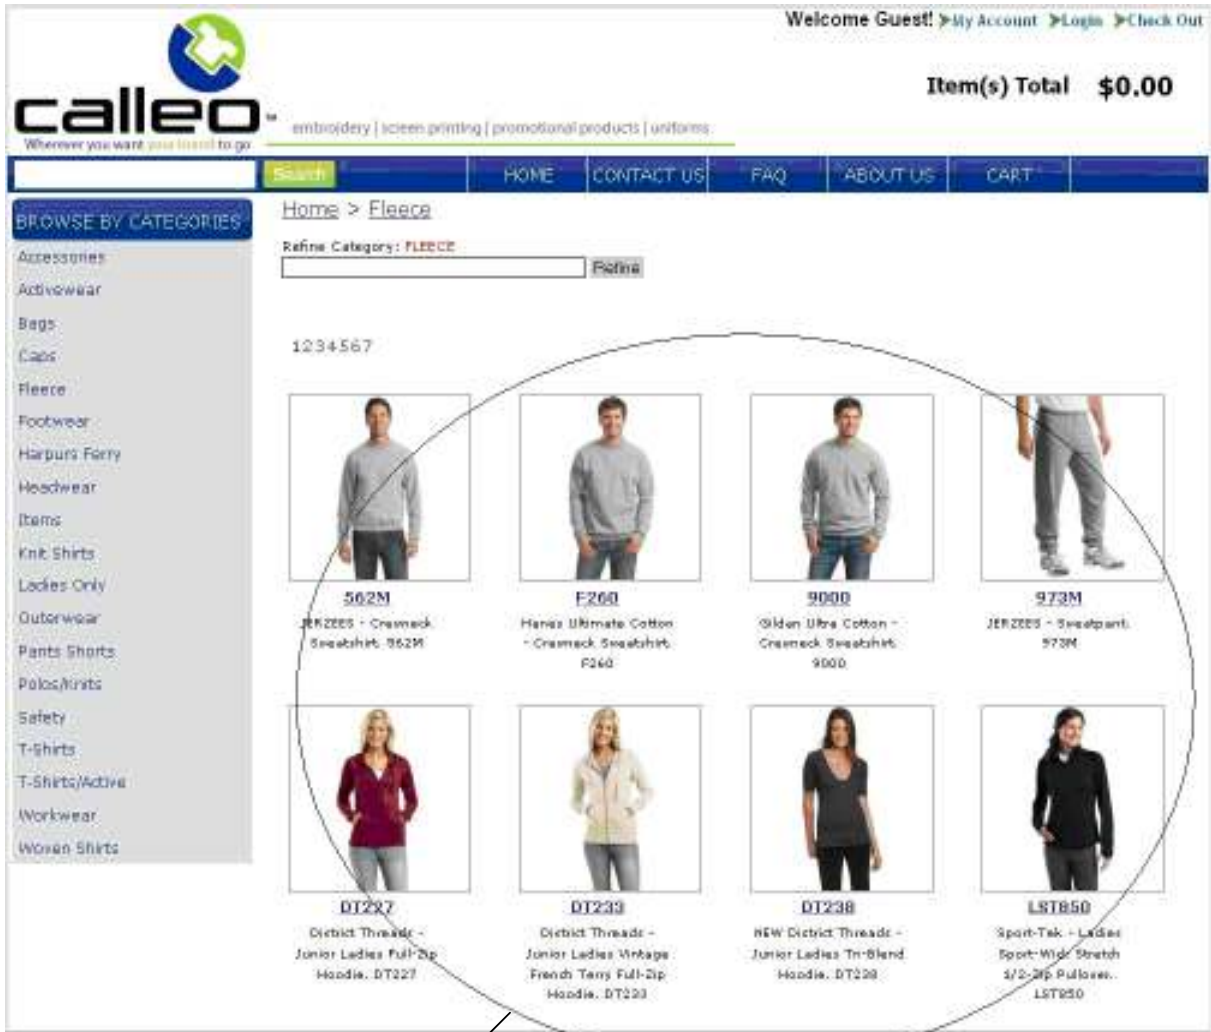 Welcome Guest! My Account Login Check Out
Item(s) Total $0.00
calleo
Wherever you want your brand to go
embroidery | screen printing | promotional products | uniforms
Search HOME CONTACT US FAQ ABOUT US CART
BROWSE BY CATEGORIES
Accessories
Activewear
Bags
Caps
Fleece
Footwear
Harpurs Ferry
Headwear
Items
Knit Shirts
Ladies Only
Outerwear
Pants Shorts
Polos/Knits
Safety
T-Shirts
T-Shirts/Active
Workwear
Woven Shirts
Home > Fleece
Refine Category: FLEECE
Refine
1234567
562M
JERZEES - Crewneck
Sweatshirt. 562M
F260
Hanes Ultimate Cotton
- Crewneck Sweatshirt.
F260
9000
Gildan Ultra Cotton -
Crewneck Sweatshirt.
9000
973M
JERZEES - Sweatpant.
973M
DT227
District Threads -
Junior Ladies Full-Zip
Hoodie. DT227
DT233
District Threads -
Junior Ladies Vintage
French Terry Full-Zip
Hoodie. DT233
DT238
NEW District Threads -
Junior Ladies Tri-Blend
Hoodie. DT238
LST850
Sport-Tek - Ladies
Sport-Wick Stretch
1/2-Zip Pullover.
LST850